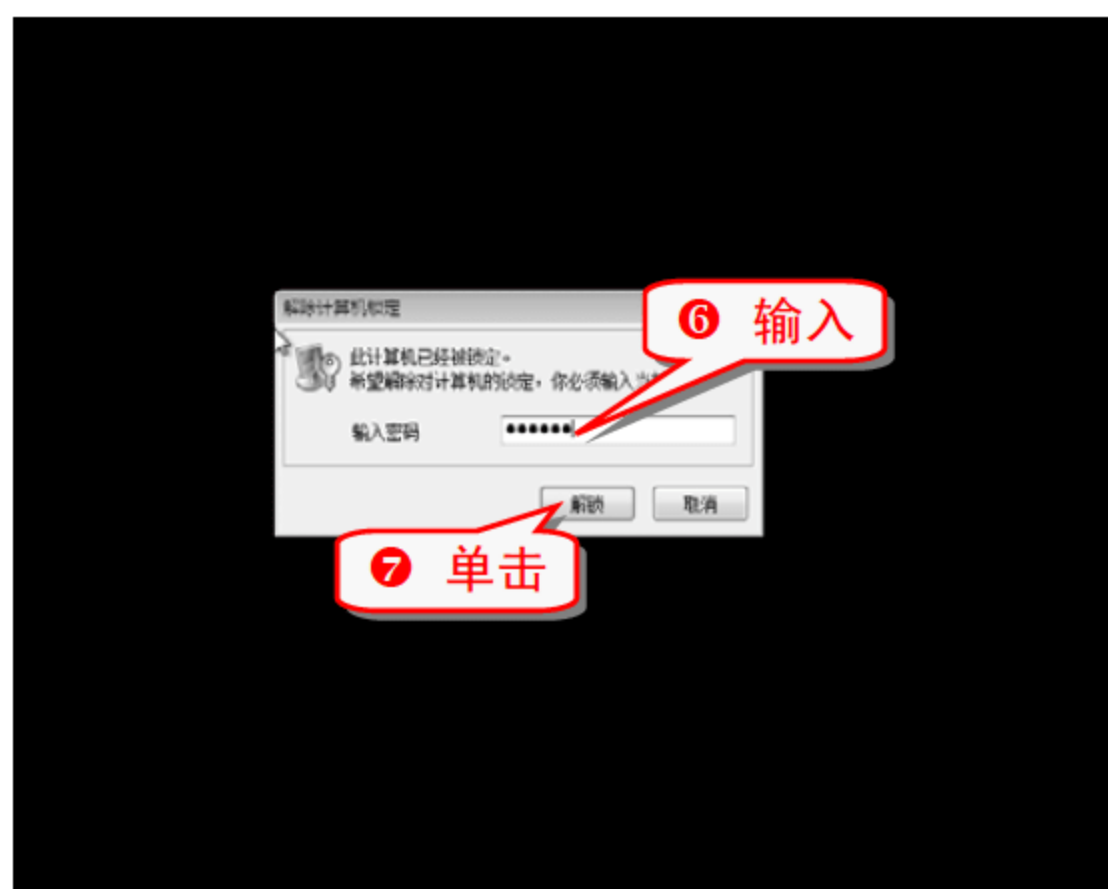 解除计算机锁定
❻ 输入
此计算机已经被锁定。
希望解除对计算机的锁定，你必须输入当
输入密码
••••••
解锁
取消
❼ 单击